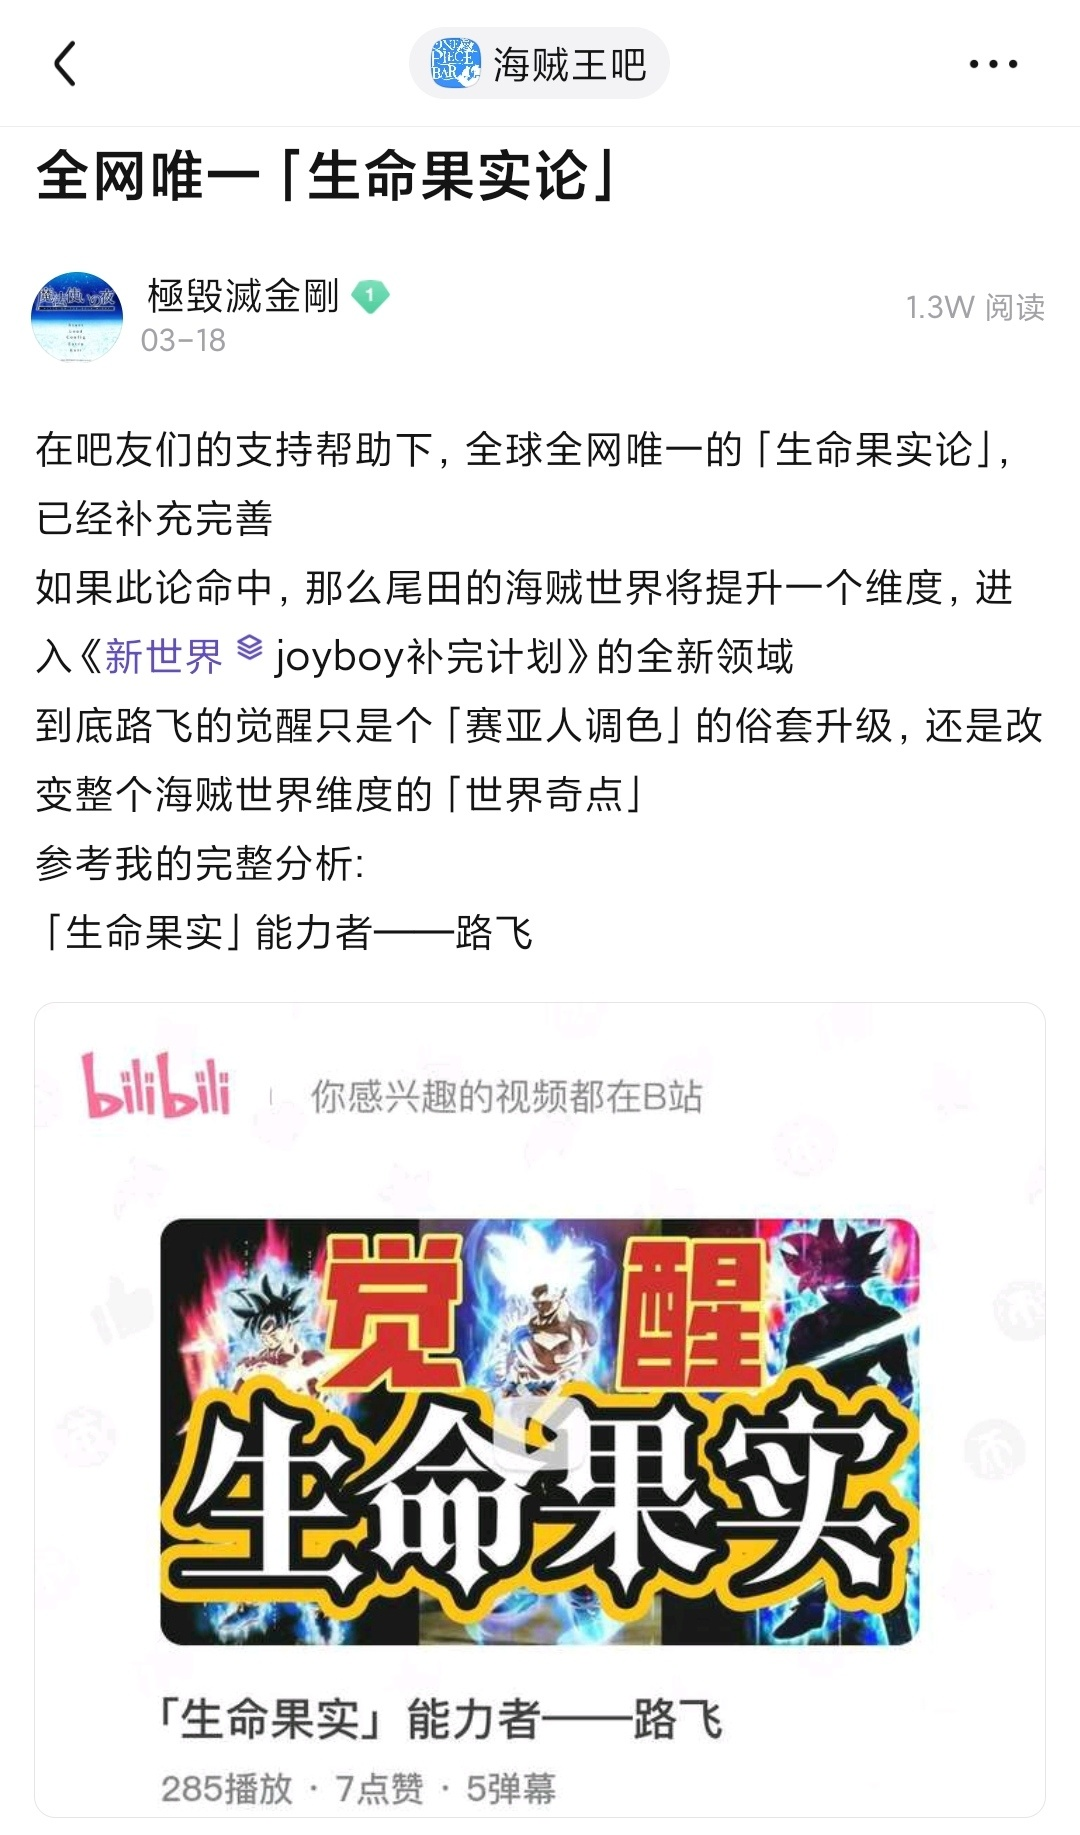 海贼王吧
全网唯一「生命果实论」
極毀滅金剛
1
03-18
1.3W 阅读
在吧友们的支持帮助下，全球全网唯一的「生命果实论」，
已经补充完善
如果此论命中，那么尾田的海贼世界将提升一个维度，进
入《新世界 joyboy补完计划》的全新领域
到底路飞的觉醒只是个「赛亚人调色」的俗套升级，还是改
变整个海贼世界维度的「世界奇点」
参考我的完整分析:
「生命果实」能力者——路飞
bilibili
你感兴趣的视频都在B站
觉醒
生命果实
「生命果实」能力者——路飞
285播放 · 7点赞 · 5弹幕